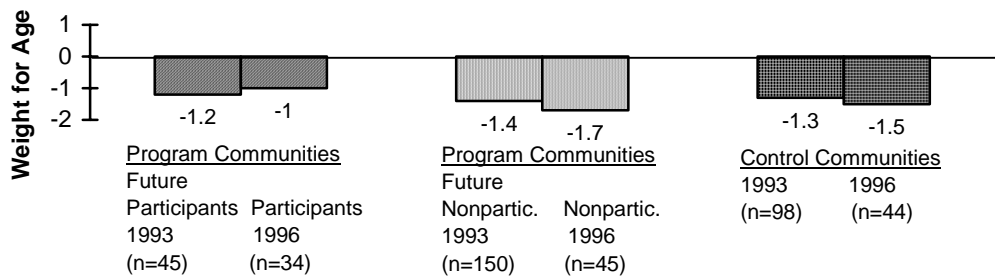 Weight for Age
1
0
-1
-2
-1.2
-1
-1.4
-1.7
-1.3
-1.5
Program Communities
Future
Participants Participants
1993 1996
(n=45) (n=34)
Program Communities
Future
Nonpartic. Nonpartic.
1993 1996
(n=150) (n=45)
Control Communities
1993 1996
(n=98) (n=44)